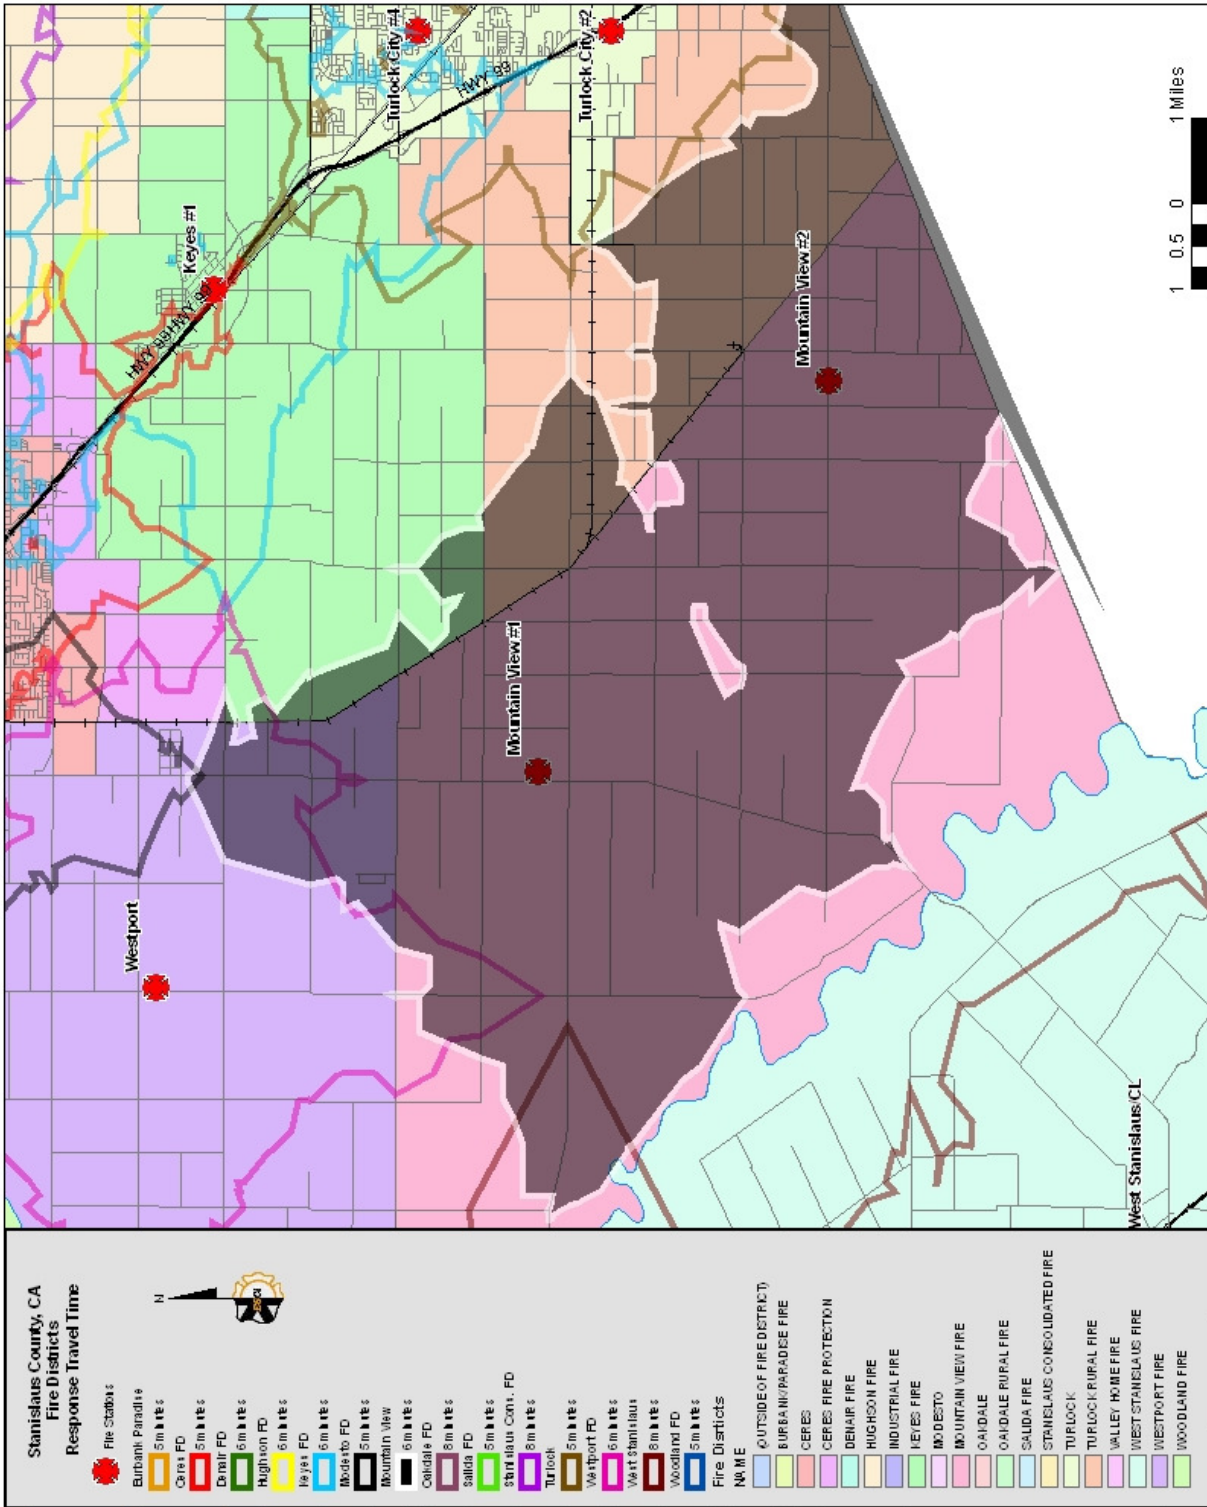 Stanislaus County, CA
Fire Districts
Response Travel Time
Fire Stations
Burbank Paradise
5 minutes
Ceres FD
5 minutes
Denair FD
6 minutes
Hughson FD
6 minutes
Keyes FD
6 minutes
Modesto FD
5 minutes
Mountain View
6 minutes
Oakdale FD
8 minutes
Salida FD
5 minutes
Stanislaus Cons. FD
5 minutes
Turlock
5 minutes
Westport FD
6 minutes
West Stanislaus
8 minutes
Woodland FD
5 minutes
N
Fire Districts
NAME
(OUTSIDE OF FIRE DISTRICT)
BURBANK/PARADISE FIRE
CERES
CERES FIRE PROTECTION
DENAIR FIRE
HUGHSON FIRE
INDUSTRIAL FIRE
KEYES FIRE
MODESTO
MOUNTAIN VIEW FIRE
OAKDALE
OAKDALE RURAL FIRE
SALIDA FIRE
STANISLAUS CONSOLIDATED FIRE
TURLOCK
TURLOCK RURAL FIRE
VALLEY HOME FIRE
WEST STANISLAUS FIRE
WESTPORT FIRE
WOODLAND FIRE
Westport
Keyes #1
HWY 99
HWY 99
HWY 99
Turlock City #4
Turlock City #2
Mountain View #1
Mountain View #2
West Stanislaus/CL
1 0.5 0 1 Miles